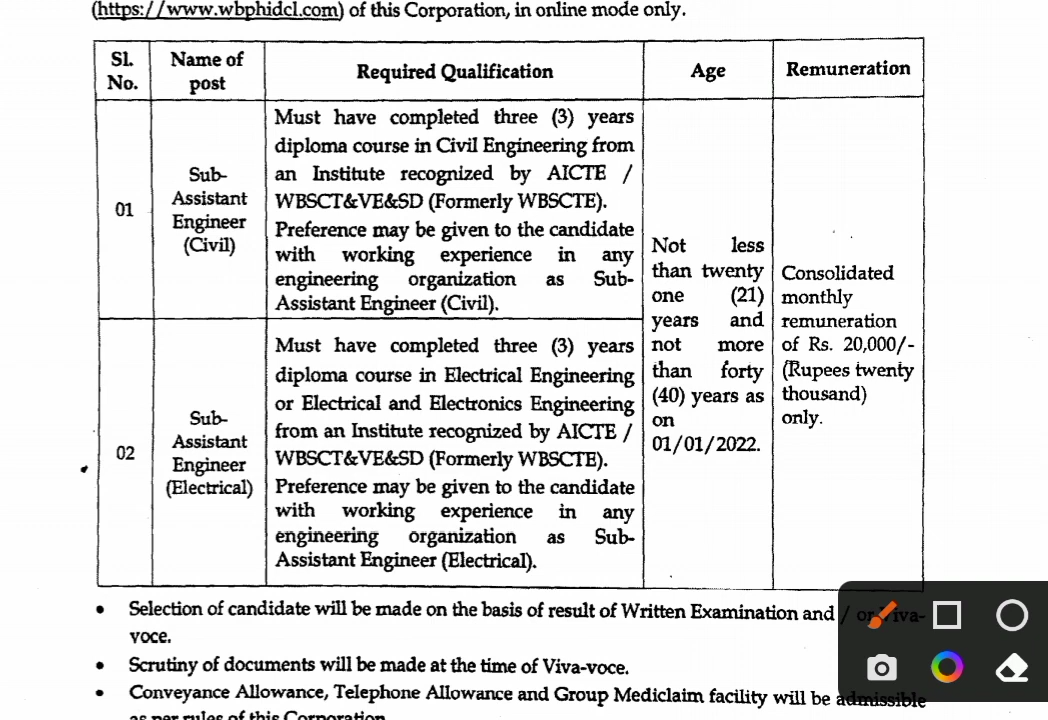 (https://www.wbphidcl.com) of this Corporation, in online mode only.
Sl. No.
Name of post
Required Qualification
Age
Remuneration
01
Sub-
Assistant
Engineer
(Civil)
Must have completed three (3) years
diploma course in Civil Engineering from
an Institute recognized by AICTE /
WBSCT&VE&SD (Formerly WBSCTE).
Preference may be given to the candidate
with working experience in any
engineering organization as Sub-
Assistant Engineer (Civil).
02
Sub-
Assistant
Engineer
(Electrical)
Must have completed three (3) years
diploma course in Electrical Engineering
or Electrical and Electronics Engineering
from an Institute recognized by AICTE /
WBSCT&VE&SD (Formerly WBSCTE).
Preference may be given to the candidate
with working experience in any
engineering organization as Sub-
Assistant Engineer (Electrical).
Not less
than twenty
one (21)
years and
not more
than forty
(40) years as
on
01/01/2022.
Consolidated
monthly
remuneration
of Rs. 20,000/-
(Rupees twenty
thousand)
only.
• Selection of candidate will be made on the basis of result of Written Examination and / or Viva-
voce.
• Scrutiny of documents will be made at the time of Viva-voce.
• Conveyance Allowance, Telephone Allowance and Group Mediclaim facility will be admissible
as per rules of this Corporation